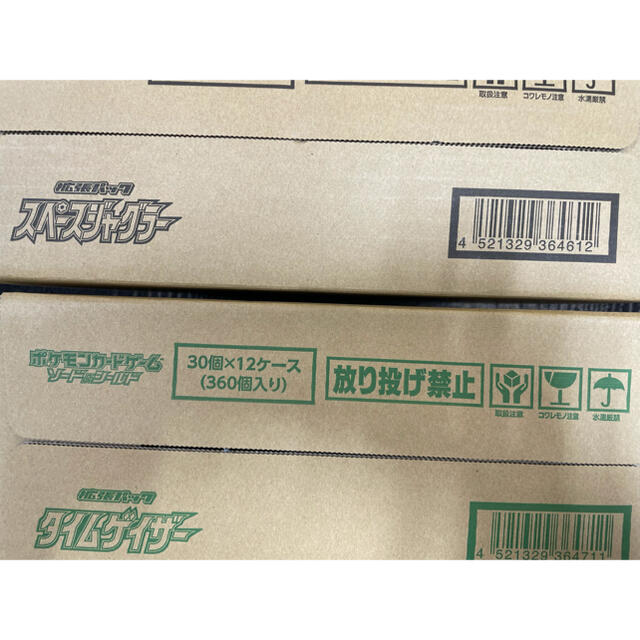 取扱注意
コワレモノ注意
水濡厳禁
拡張パック
スペースジャグラー
4 521329 364612
ポケモンカードゲーム
ソード&シールド
30個×12ケース
(360個入り)
放り投げ禁止
取扱注意
コワレモノ注意
水濡厳禁
拡張パック
タイムゲイザー
4 521329 364711